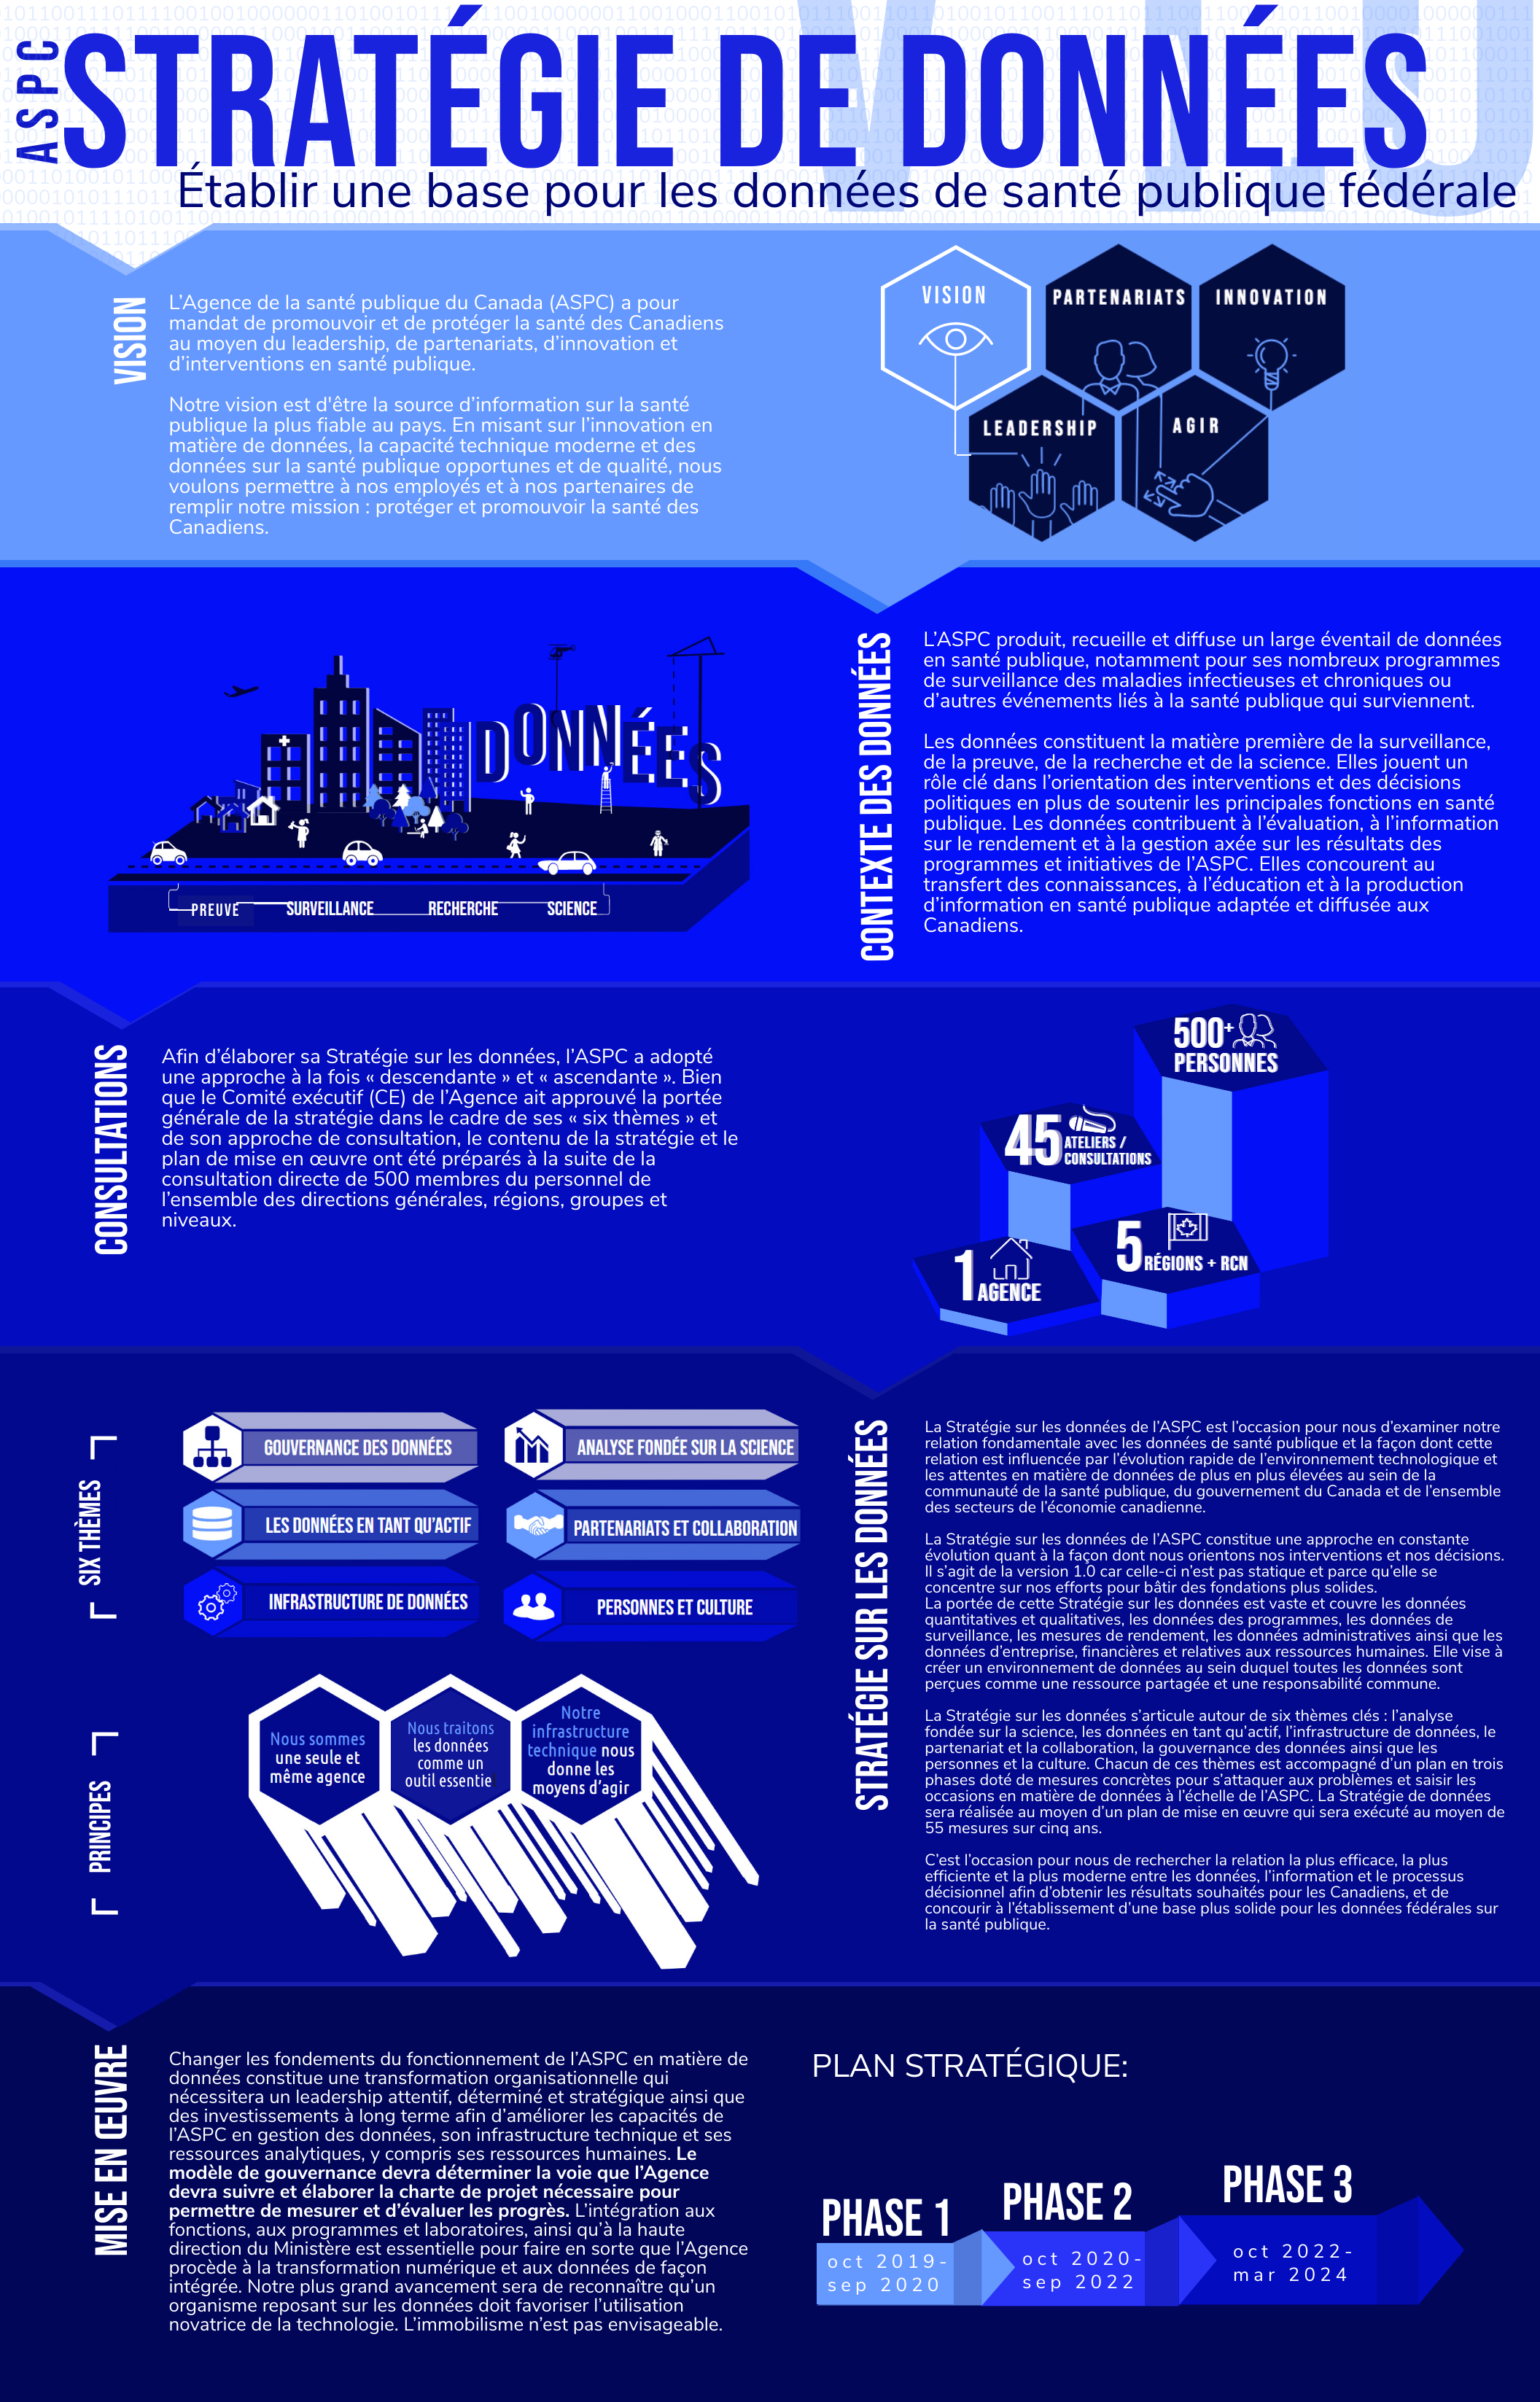 ASPC
STRATÉGIE DE DONNÉES
Établir une base pour les données de santé publique fédérale
VISION
L'Agence de la santé publique du Canada (ASPC) a pour
mandat de promouvoir et de protéger la santé des Canadiens
au moyen du leadership, de partenariats, d'innovation et
d'interventions en santé publique.
Notre vision est d'être la source d'information sur la santé
publique la plus fiable au pays. En misant sur l'innovation en
matière de données, la capacité technique moderne et des
données sur la santé publique opportunes et de qualité, nous
voulons permettre à nos employés et à nos partenaires de
remplir notre mission : protéger et promouvoir la santé des
Canadiens.
VISION
PARTENARIATS
INNOVATION
LEADERSHIP
AGIR
DONNÉES
PREUVE
SURVEILLANCE
RECHERCHE
SCIENCE
CONTEXTE DES DONNÉES
L'ASPC produit, recueille et diffuse un large éventail de données
en santé publique, notamment pour ses nombreux programmes
de surveillance des maladies infectieuses et chroniques ou
d'autres événements liés à la santé publique qui surviennent.
Les données constituent la matière première de la surveillance,
de la preuve, de la recherche et de la science. Elles jouent un
rôle clé dans l'orientation des interventions et des décisions
politiques en plus de soutenir les principales fonctions en santé
publique. Les données contribuent à l'évaluation, à l'information
sur le rendement et à la gestion axée sur les résultats des
programmes et initiatives de l'ASPC. Elles concourent au
transfert des connaissances, à l'éducation et à la production
d'information en santé publique adaptée et diffusée aux
Canadiens.
CONSULTATIONS
Afin d'élaborer sa Stratégie sur les données, l'ASPC a adopté
une approche à la fois « descendante » et « ascendante ». Bien
que le Comité exécutif (CE) de l'Agence ait approuvé la portée
générale de la stratégie dans le cadre de ses « six thèmes » et
de son approche de consultation, le contenu de la stratégie et le
plan de mise en œuvre ont été préparés à la suite de la
consultation directe de 500 membres du personnel de
l'ensemble des directions générales, régions, groupes et
niveaux.
500+
PERSONNES
45 ATELIERS /
CONSULTATIONS
5 RÉGIONS + RCN
1 AGENCE
SIX THÈMES
GOUVERNANCE DES DONNÉES
ANALYSE FONDÉE SUR LA SCIENCE
LES DONNÉES EN TANT QU'ACTIF
PARTENARIATS ET COLLABORATION
INFRASTRUCTURE DE DONNÉES
PERSONNES ET CULTURE
PRINCIPES
Nous sommes
une seule et
même agence
Nous traitons
les données
comme un
outil essentie
Notre
infrastructure
technique nous
donne les
moyens d'agir
STRATÉGIE SUR LES DONNÉES
La Stratégie sur les données de l'ASPC est l'occasion pour nous d'examiner notre
relation fondamentale avec les données de santé publique et la façon dont cette
relation est influencée par l'évolution rapide de l'environnement technologique et
les attentes en matière de données de plus en plus élevées au sein de la
communauté de la santé publique, du gouvernement du Canada et de l'ensemble
des secteurs de l'économie canadienne.
La Stratégie sur les données de l'ASPC constitue une approche en constante
évolution quant à la façon dont nous orientons nos interventions et nos décisions.
Il s'agit de la version 1.0 car celle-ci n'est pas statique et parce qu'elle se
concentre sur nos efforts pour bâtir des fondations plus solides.
La portée de cette Stratégie sur les données est vaste et couvre les données
quantitatives et qualitatives, les données des programmes, les données de
surveillance, les mesures de rendement, les données administratives ainsi que les
données d'entreprise, financières et relatives aux ressources humaines. Elle vise à
créer un environnement de données au sein duquel toutes les données sont
perçues comme une ressource partagée et une responsabilité commune.
La Stratégie sur les données s'articule autour de six thèmes clés : l'analyse
fondée sur la science, les données en tant qu'actif, l'infrastructure de données, le
partenariat et la collaboration, la gouvernance des données ainsi que les
personnes et la culture. Chacun de ces thèmes est accompagné d'un plan en trois
phases doté de mesures concrètes pour s'attaquer aux problèmes et saisir les
occasions en matière de données à l'échelle de l'ASPC. La Stratégie de données
sera réalisée au moyen d'un plan de mise en œuvre qui sera exécuté au moyen de
55 mesures sur cinq ans.
C'est l'occasion pour nous de rechercher la relation la plus efficace, la plus
efficiente et la plus moderne entre les données, l'information et le processus
décisionnel afin d'obtenir les résultats souhaités pour les Canadiens, et de
concourir à l'établissement d'une base plus solide pour les données fédérales sur
la santé publique.
MISE EN ŒUVRE
Changer les fondements du fonctionnement de l'ASPC en matière de
données constitue une transformation organisationnelle qui
nécessitera un leadership attentif, déterminé et stratégique ainsi que
des investissements à long terme afin d'améliorer les capacités de
l'ASPC en gestion des données, son infrastructure technique et ses
ressources analytiques, y compris ses ressources humaines. Le
modèle de gouvernance devra déterminer la voie que l'Agence
devra suivre et élaborer la charte de projet nécessaire pour
permettre de mesurer et d'évaluer les progrès. L'intégration aux
fonctions, aux programmes et laboratoires, ainsi qu'à la haute
direction du Ministère est essentielle pour faire en sorte que l'Agence
procède à la transformation numérique et aux données de façon
intégrée. Notre plus grand avancement sera de reconnaître qu'un
organisme reposant sur les données doit favoriser l'utilisation
novatrice de la technologie. L'immobilisme n'est pas envisageable.
PLAN STRATÉGIQUE:
PHASE 1
oct 2019-
sep 2020
PHASE 2
oct 2020-
sep 2022
PHASE 3
oct 2022-
mar 2024